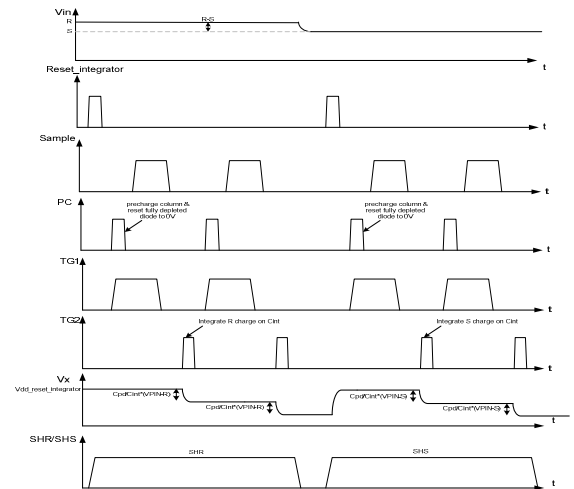 Vin
R
R-S
S
t
Reset_integrator
t
Sample
t
PC
precharge column &
reset fully depleted
diode to 0V
precharge column &
reset fully depleted
diode to 0V
t
TG1
t
TG2
Integrate R charge on Cint
Integrate S charge on Cint
t
Vx
Vdd_reset_integrator
Cpd/Cint*(VPIN-R)
Cpd/Cint*(VPIN-R)
Cpd/Cint*(VPIN-S)
Cpd/Cint*(VPIN-S)
t
SHR/SHS
SHR
SHS
t